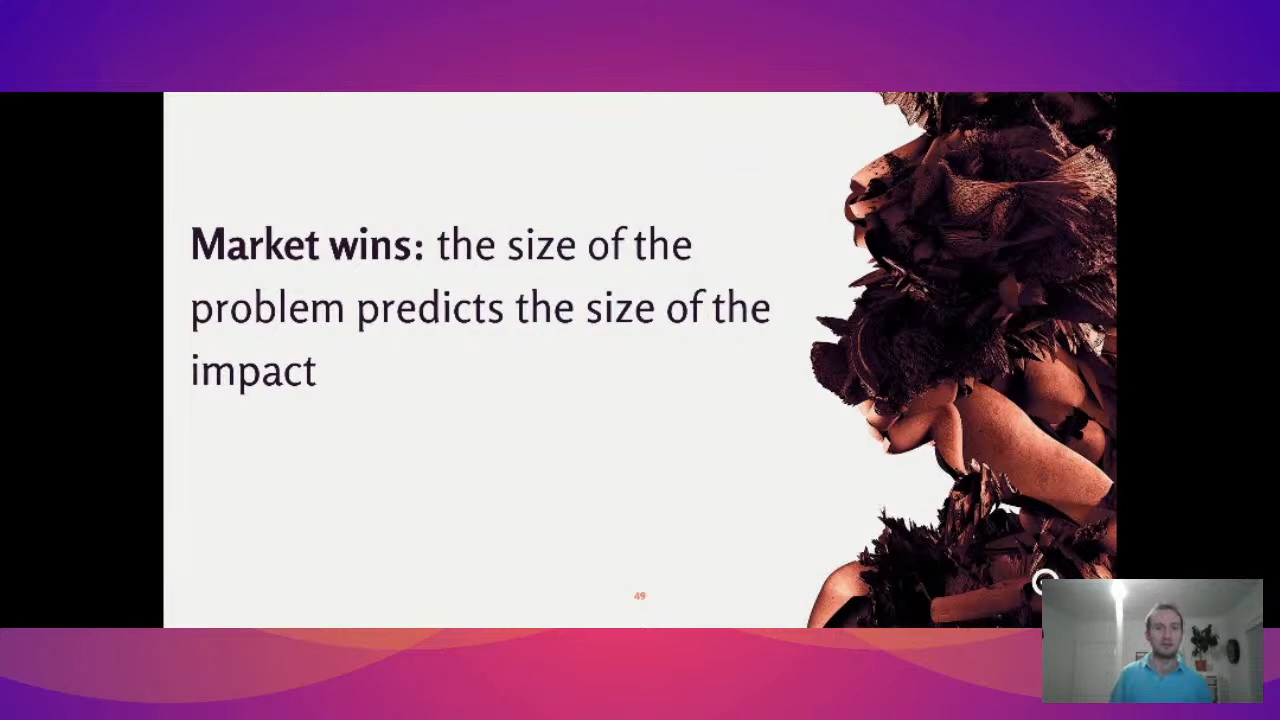 Market wins: the size of the
problem predicts the size of the
impact
49